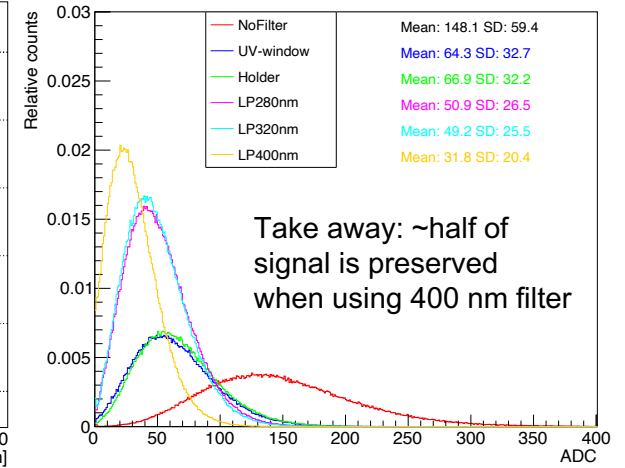 Relative counts
0.03
0.025
0.02
0.015
0.01
0.005
0
NoFilter
UV-window
Holder
LP280nm
LP320nm
LP400nm
Mean: 148.1 SD: 59.4
Mean: 64.3 SD: 32.7
Mean: 66.9 SD: 32.2
Mean: 50.9 SD: 26.5
Mean: 49.2 SD: 25.5
Mean: 31.8 SD: 20.4
Take away: ~half of
signal is preserved
when using 400 nm filter
0 50 100 150 200 250 300 350 400
ADC
0
n]